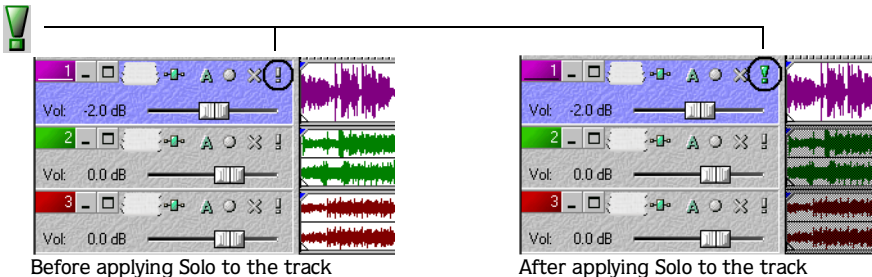 1
Vol: -2.0 dB
2
Vol: 0.0 dB
3
Vol: 0.0 dB
Before applying Solo to the track
1
Vol: -2.0 dB
2
Vol: 0.0 dB
3
Vol: 0.0 dB
After applying Solo to the track